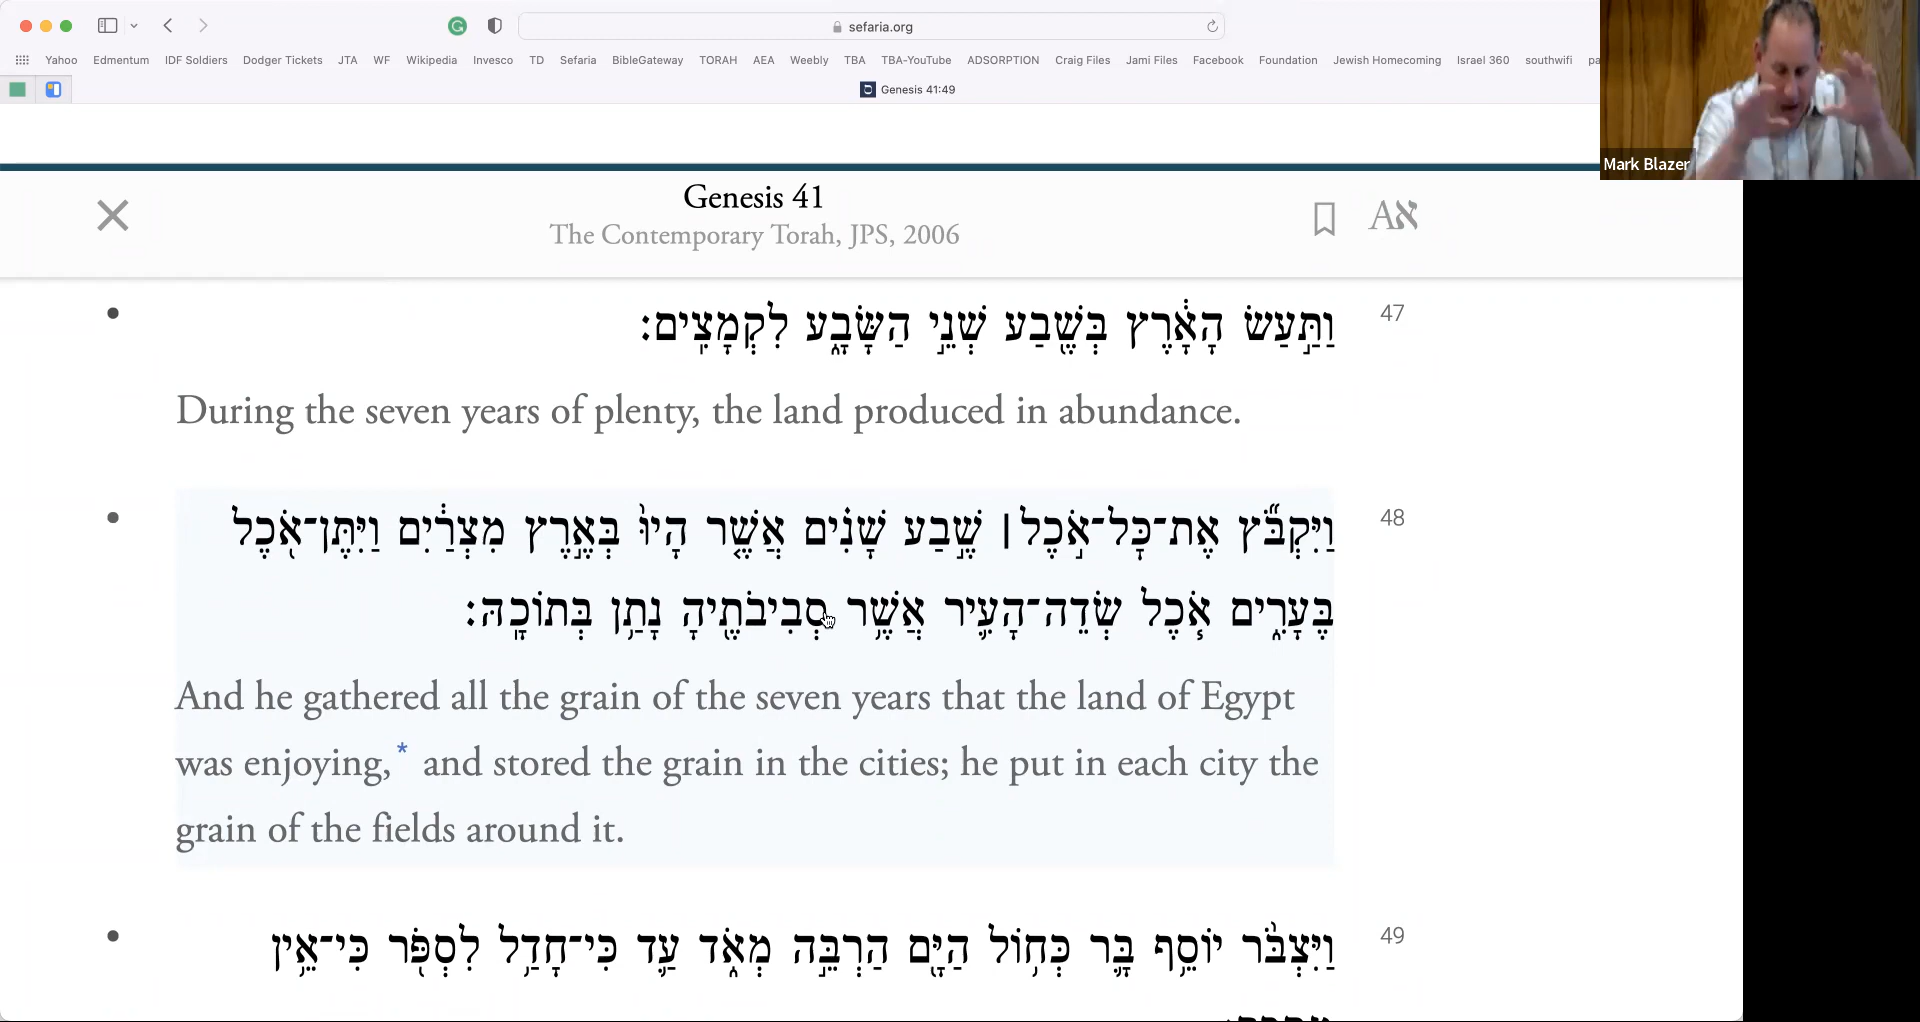 sefaria.org
Yahoo Edmentum IDF Soldiers Dodger Tickets JTA WF Wikipedia Invesco TD Sefaria BibleGateway TORAH AEA Weebly TBA TBA-YouTube ADSORPTION Craig Files Jami Files Facebook Foundation Jewish Homecoming Israel 360 southwifi
Genesis 41:49
Mark Blazer
Genesis 41
The Contemporary Torah, JPS, 2006
Aא
47
וַתַּ֣עַשׂ הָאָ֔רֶץ בְּשֶׁ֖בַע שְׁנֵ֣י הַשָּׂבָ֑ע לִקְמָצִֽים׃
During the seven years of plenty, the land produced in abundance.
48
וַיִּקְבֹּ֞ץ אֶת־כׇּל־אֹ֣כֶל ׀ שֶׁ֣בַע שָׁנִ֗ים אֲשֶׁ֤ר הָיוּ֙ בְּאֶ֣רֶץ מִצְרַ֔יִם וַיִּתֶּן־אֹ֖כֶל
בֶּעָרִ֑ים אֹ֧כֶל שְׂדֵה־הָעִ֛יר אֲשֶׁ֥ר סְבִיבֹתֶ֖יהָ נָתַ֥ן בְּתוֹכָֽהּ׃
And he gathered all the grain of the seven years that the land of Egypt
was enjoying,* and stored the grain in the cities; he put in each city the
grain of the fields around it.
49
וַיִּצְבֹּ֨ר יוֹסֵ֥ף בָּ֛ר כְּח֥וֹל הַיָּ֖ם הַרְבֵּ֣ה מְאֹ֑ד עַ֛ד כִּי־חָדַ֥ל לִסְפֹּ֖ר כִּי־אֵ֥ין